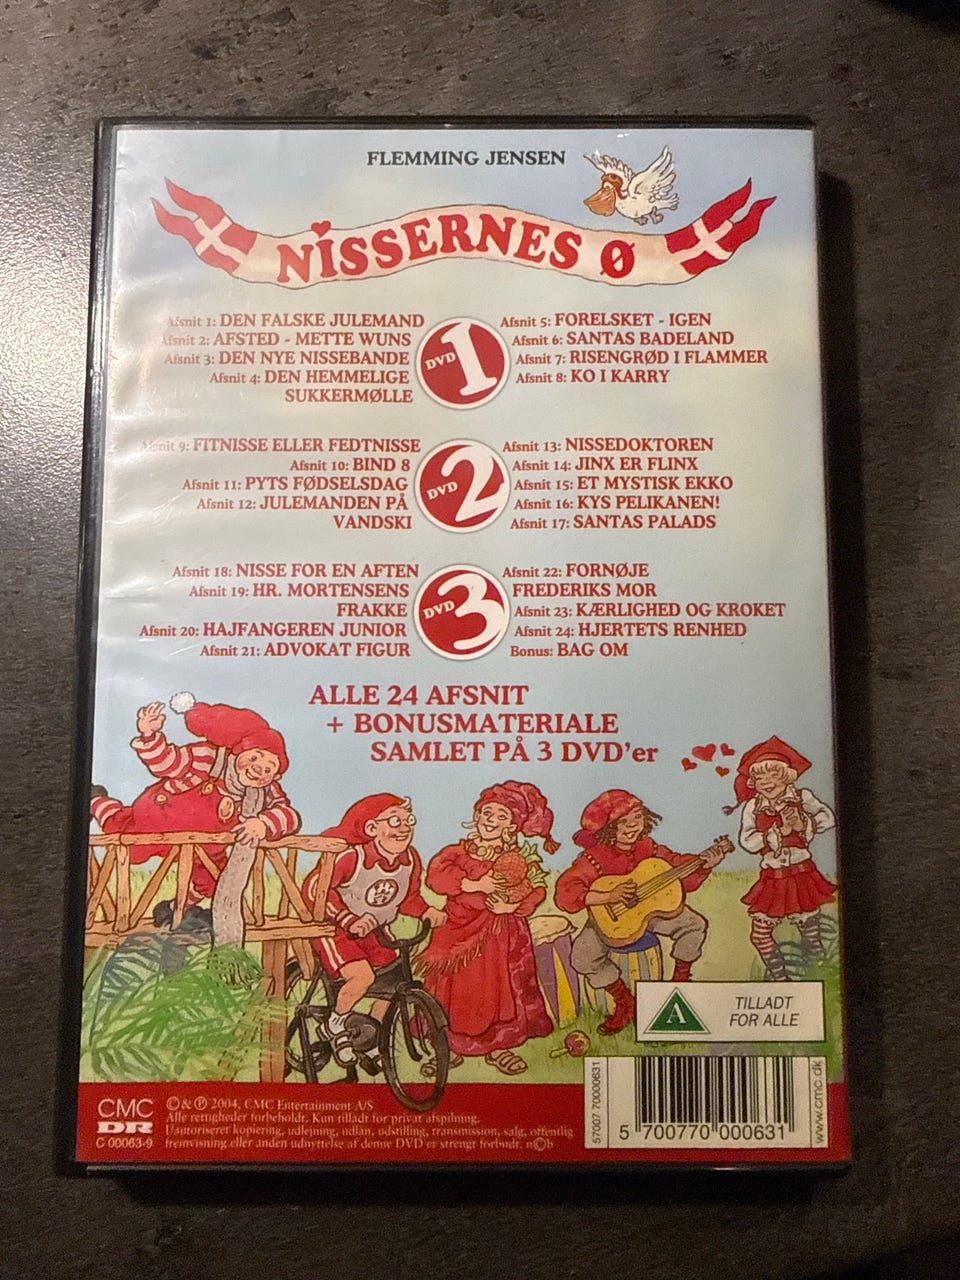 FLEMMING JENSEN
NISSERNES Ø
Afsnit 1: DEN FALSKE JULEMAND
Afsnit 2: AFSTED - METTE WUNS
Afsnit 3: DEN NYE NISSEBANDE
Afsnit 4: DEN HEMMELIGE
SUKKERMØLLE
DVD 1
Afsnit 5: FORELSKET - IGEN
Afsnit 6: SANTAS BADELAND
Afsnit 7: RISENGRØD I FLAMMER
Afsnit 8: KO I KARRY
Afsnit 9: FITNISSE ELLER FEDTNISSE
Afsnit 10: BIND 8
Afsnit 11: PYTS FØDSELSDAG
Afsnit 12: JULEMANDEN PÅ
VANDSKI
DVD 2
Afsnit 13: NISSEDOKTOREN
Afsnit 14: JINX ER FLINX
Afsnit 15: ET MYSTISK EKKO
Afsnit 16: KYS PELIKANEN!
Afsnit 17: SANTAS PALADS
Afsnit 18: NISSE FOR EN AFTEN
Afsnit 19: HR. MORTENSENS
FRAKKE
Afsnit 20: HAJFANGEREN JUNIOR
Afsnit 21: ADVOKAT FIGUR
DVD 3
Afsnit 22: FORNØJE
FREDERIKS MOR
Afsnit 23: KÆRLIGHED OG KROKET
Afsnit 24: HJERTETS RENHED
Bonus: BAG OM
ALLE 24 AFSNIT
+ BONUSMATERIALE
SAMLET PÅ 3 DVD'er
A
TILLADT
FOR ALLE
CMC
DR
C 00063-9
© & ℗ 2004, CMC Entertainment A/S
Alle rettigheder forbeholdt. Kun tilladt for privat afspilning.
Uautoriseret kopiering, udlejning, udlån, udstilling, transmission, salg, offentlig
fremvisning eller anden udnyttelse af denne DVD er strengt forbudt. n©b
57007 70000631
5 700770 000631
www.cmc.dk